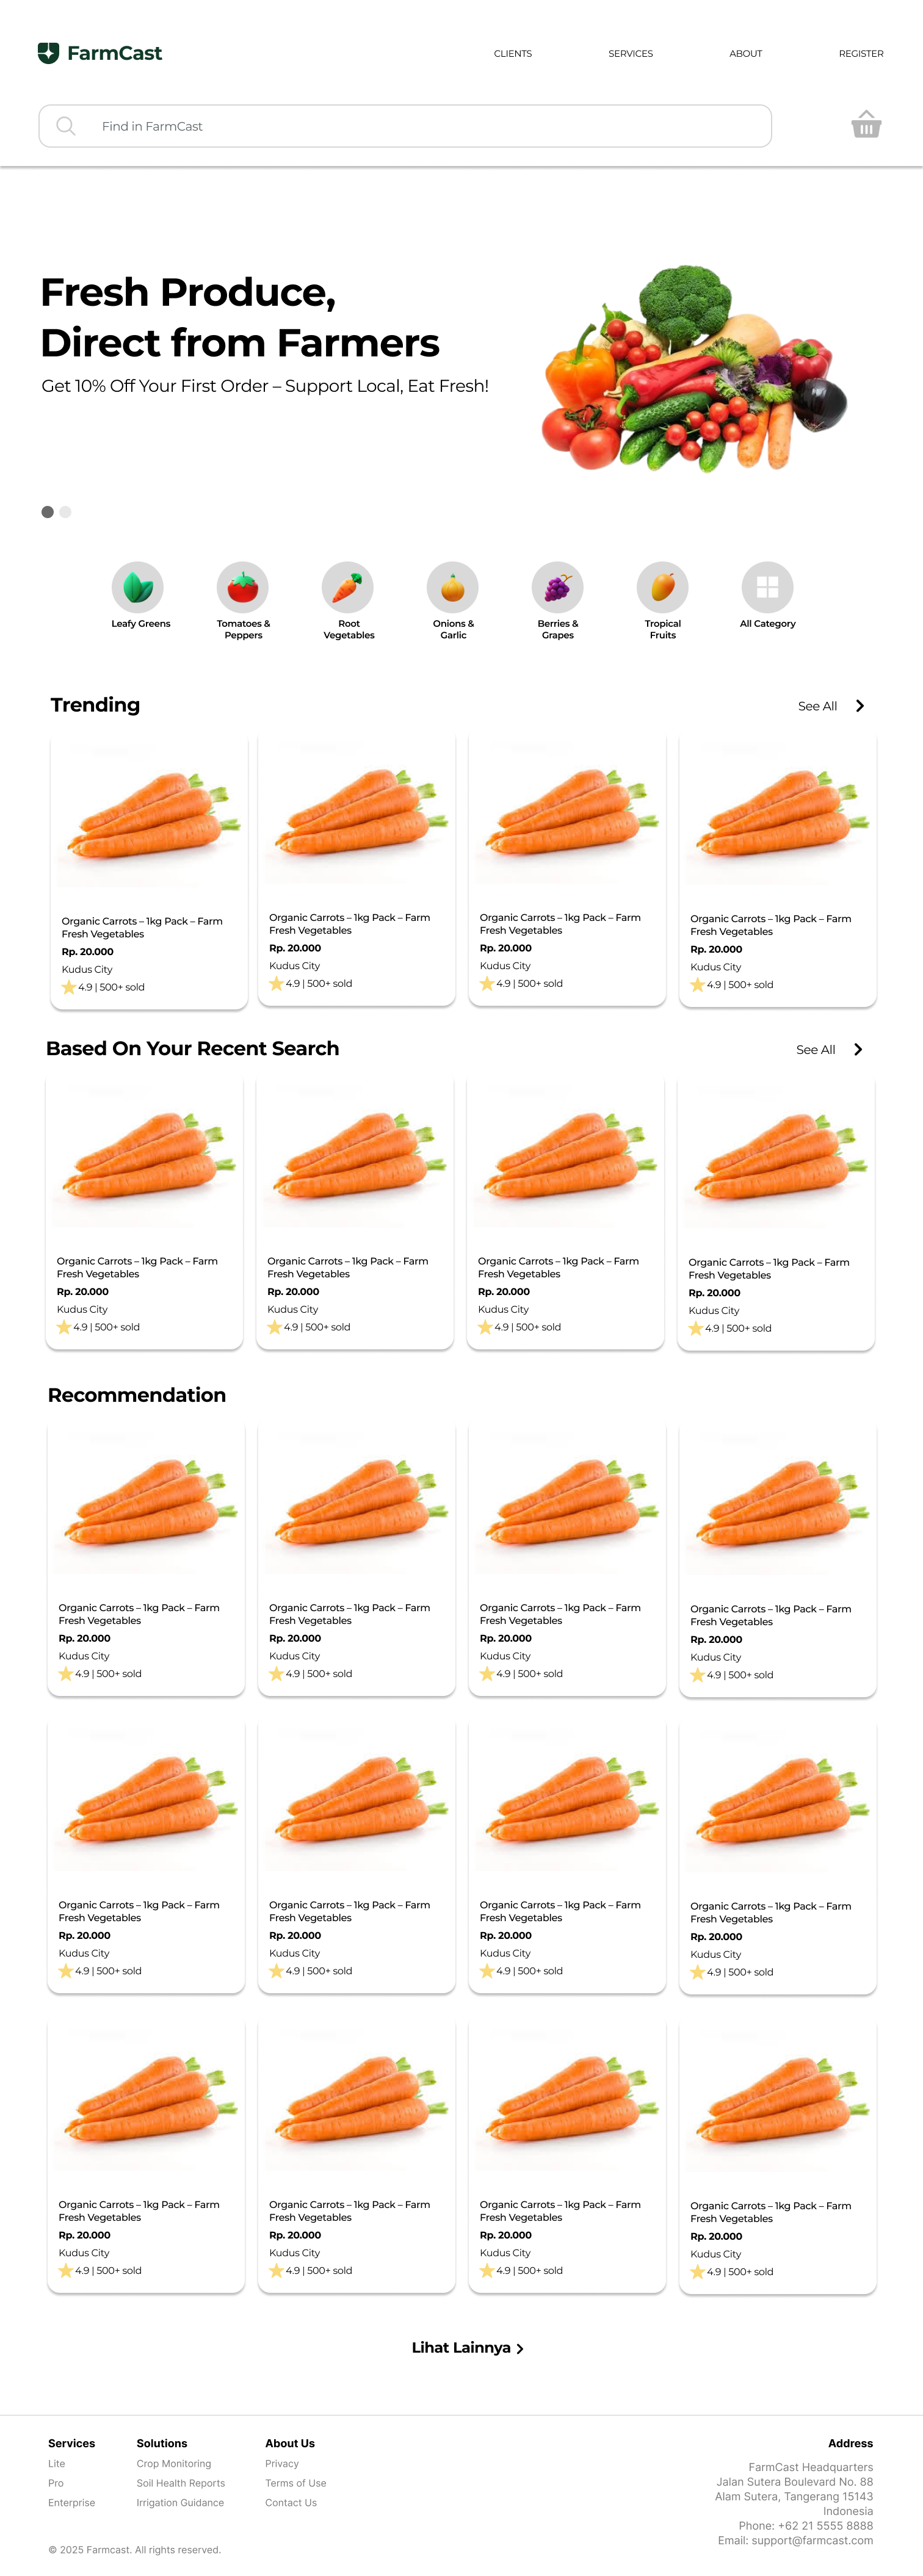 FarmCast
CLIENTS
SERVICES
ABOUT
REGISTER
Find in FarmCast
Fresh Produce,
Direct from Farmers
Get 10% Off Your First Order – Support Local, Eat Fresh!
Leafy Greens
Tomatoes &
Peppers
Root
Vegetables
Onions &
Garlic
Berries &
Grapes
Tropical
Fruits
All Category
Trending
See All
Organic Carrots – 1kg Pack – Farm
Fresh Vegetables
Rp. 20.000
Kudus City
4.9 | 500+ sold
Organic Carrots – 1kg Pack – Farm
Fresh Vegetables
Rp. 20.000
Kudus City
4.9 | 500+ sold
Organic Carrots – 1kg Pack – Farm
Fresh Vegetables
Rp. 20.000
Kudus City
4.9 | 500+ sold
Organic Carrots – 1kg Pack – Farm
Fresh Vegetables
Rp. 20.000
Kudus City
4.9 | 500+ sold
Based On Your Recent Search
See All
Organic Carrots – 1kg Pack – Farm
Fresh Vegetables
Rp. 20.000
Kudus City
4.9 | 500+ sold
Organic Carrots – 1kg Pack – Farm
Fresh Vegetables
Rp. 20.000
Kudus City
4.9 | 500+ sold
Organic Carrots – 1kg Pack – Farm
Fresh Vegetables
Rp. 20.000
Kudus City
4.9 | 500+ sold
Organic Carrots – 1kg Pack – Farm
Fresh Vegetables
Rp. 20.000
Kudus City
4.9 | 500+ sold
Recommendation
Organic Carrots – 1kg Pack – Farm
Fresh Vegetables
Rp. 20.000
Kudus City
4.9 | 500+ sold
Organic Carrots – 1kg Pack – Farm
Fresh Vegetables
Rp. 20.000
Kudus City
4.9 | 500+ sold
Organic Carrots – 1kg Pack – Farm
Fresh Vegetables
Rp. 20.000
Kudus City
4.9 | 500+ sold
Organic Carrots – 1kg Pack – Farm
Fresh Vegetables
Rp. 20.000
Kudus City
4.9 | 500+ sold
Organic Carrots – 1kg Pack – Farm
Fresh Vegetables
Rp. 20.000
Kudus City
4.9 | 500+ sold
Organic Carrots – 1kg Pack – Farm
Fresh Vegetables
Rp. 20.000
Kudus City
4.9 | 500+ sold
Organic Carrots – 1kg Pack – Farm
Fresh Vegetables
Rp. 20.000
Kudus City
4.9 | 500+ sold
Organic Carrots – 1kg Pack – Farm
Fresh Vegetables
Rp. 20.000
Kudus City
4.9 | 500+ sold
Organic Carrots – 1kg Pack – Farm
Fresh Vegetables
Rp. 20.000
Kudus City
4.9 | 500+ sold
Organic Carrots – 1kg Pack – Farm
Fresh Vegetables
Rp. 20.000
Kudus City
4.9 | 500+ sold
Organic Carrots – 1kg Pack – Farm
Fresh Vegetables
Rp. 20.000
Kudus City
4.9 | 500+ sold
Organic Carrots – 1kg Pack – Farm
Fresh Vegetables
Rp. 20.000
Kudus City
4.9 | 500+ sold
Lihat Lainnya
Services
Lite
Pro
Enterprise
Solutions
Crop Monitoring
Soil Health Reports
Irrigation Guidance
About Us
Privacy
Terms of Use
Contact Us
Address
FarmCast Headquarters
Jalan Sutera Boulevard No. 88
Alam Sutera, Tangerang 15143
Indonesia
Phone: +62 21 5555 8888
Email: support@farmcast.com
© 2025 Farmcast. All rights reserved.